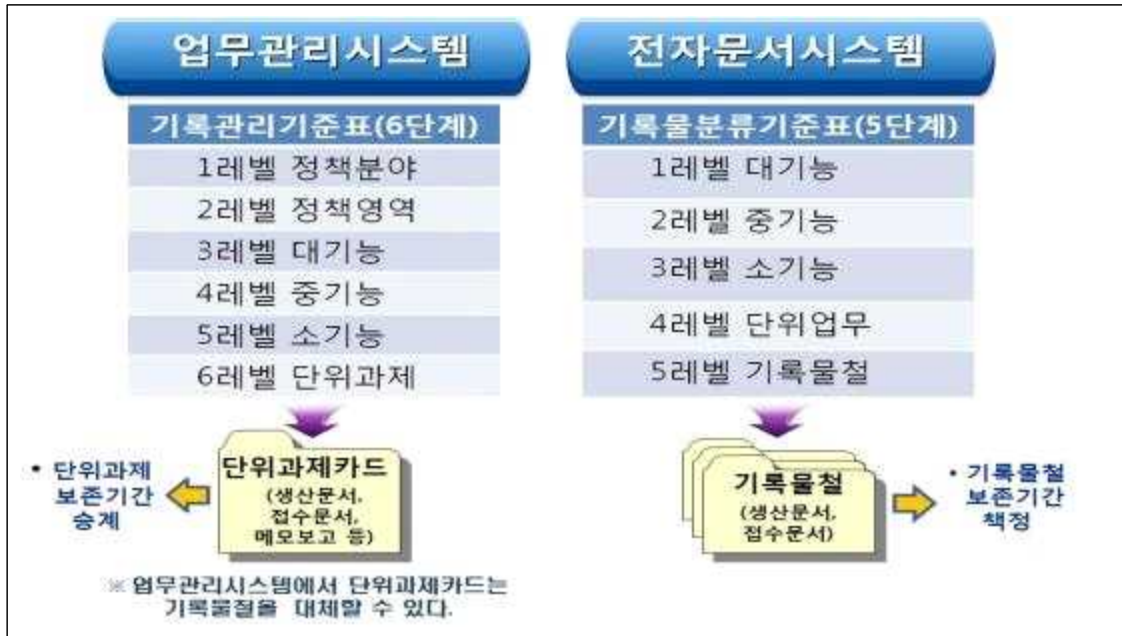 업무관리시스템
기록관리기준표(6단계)
1레벨 정책분야
2레벨 정책영역
3레벨 대기능
4레벨 중기능
5레벨 소기능
6레벨 단위과제
단위과제카드
(생산문서,
접수문서,
메모보고 등)
• 단위과제
보존기간
승계
※ 업무관리시스템에서 단위과제카드는
기록물철을 대체할 수 있다.
전자문서시스템
기록물분류기준표(5단계)
1레벨 대기능
2레벨 중기능
3레벨 소기능
4레벨 단위업무
5레벨 기록물철
기록물철
(생산문서,
접수문서)
• 기록물철
보존기간
책정